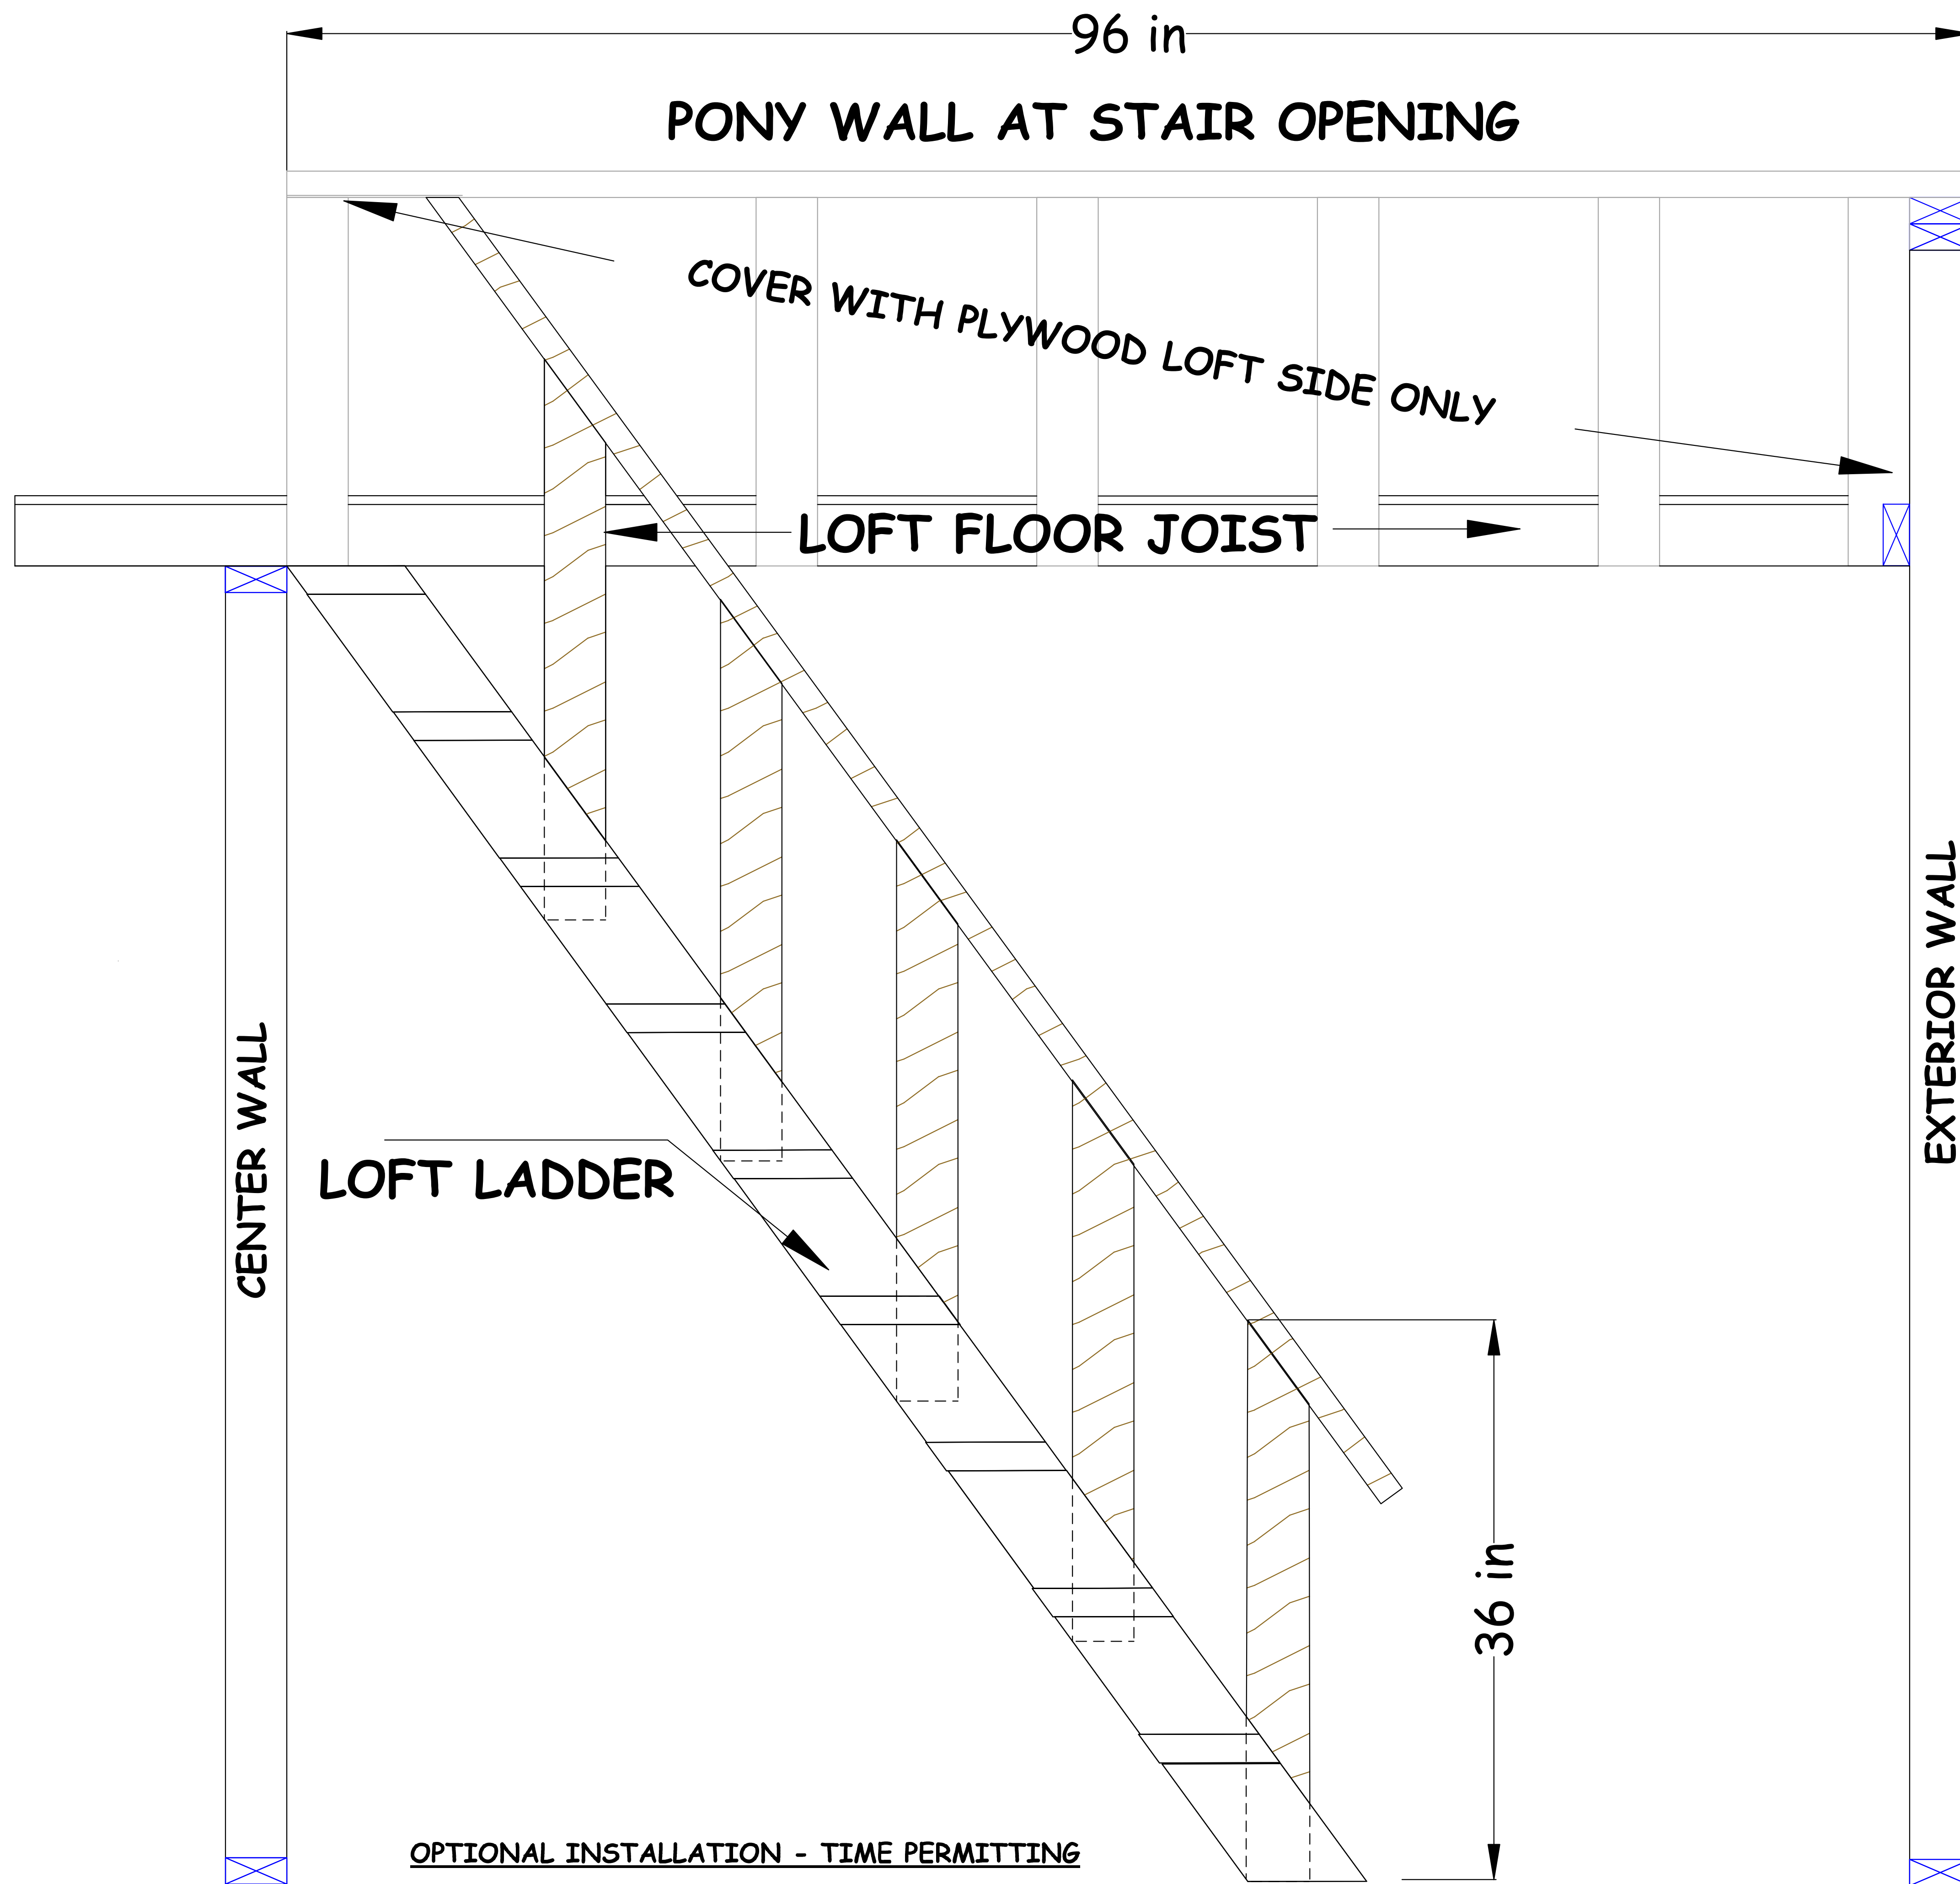 96 in
PONY WALL AT STAIR OPENING
COVER WITH PLYWOOD LOFT SIDE ONLY
LOFT FLOOR JOIST
EXTERIOR WALL
CENTER WALL
LOFT LADDER
36 in
OPTIONAL INSTALLATION - TIME PERMITTING